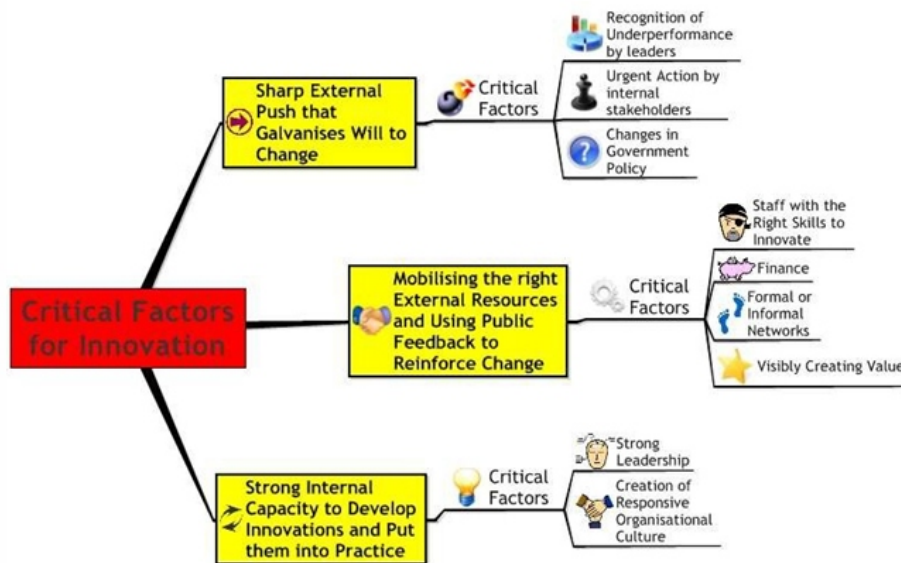 Critical Factors
for Innovation
Sharp External
Push that
Galvanises Will to
Change
Critical
Factors
Recognition of
Underperformance
by leaders
Urgent Action by
internal
stakeholders
Changes in
Government
Policy
Mobilising the right
External Resources
and Using Public
Feedback to
Reinforce Change
Critical
Factors
Staff with the
Right Skills to
Innovate
Finance
Formal or
Informal
Networks
Visibly Creating Value
Strong Internal
Capacity to Develop
Innovations and Put
them into Practice
Critical
Factors
Strong
Leadership
Creation of
Responsive
Organisational
Culture